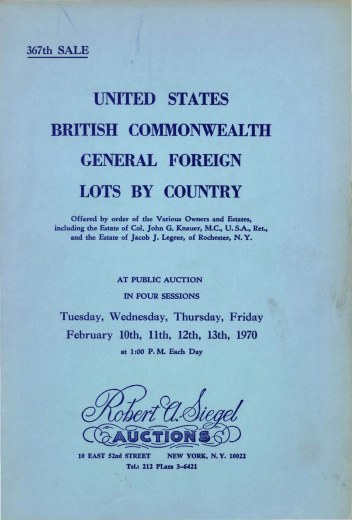 367th SALE
UNITED STATES
BRITISH COMMONWEALTH
GENERAL FOREIGN
LOTS BY COUNTRY
Offered by order of the Various Owners and Estates,
including the Estate of Col. John G. Knauer, M.C., U.S.A., Ret.,
and the Estate of Jacob J. Legeer, of Rochester, N. Y.
AT PUBLIC AUCTION
IN FOUR SESSIONS
Tuesday, Wednesday, Thursday, Friday
February 10th, 11th, 12th, 13th, 1970
at 1:00 P. M. Each Day
Robert A. Siegel
AUCTIONS
10 EAST 52nd STREET NEW YORK, N. Y. 10022
Tel.: 212 PLaza 3-6421